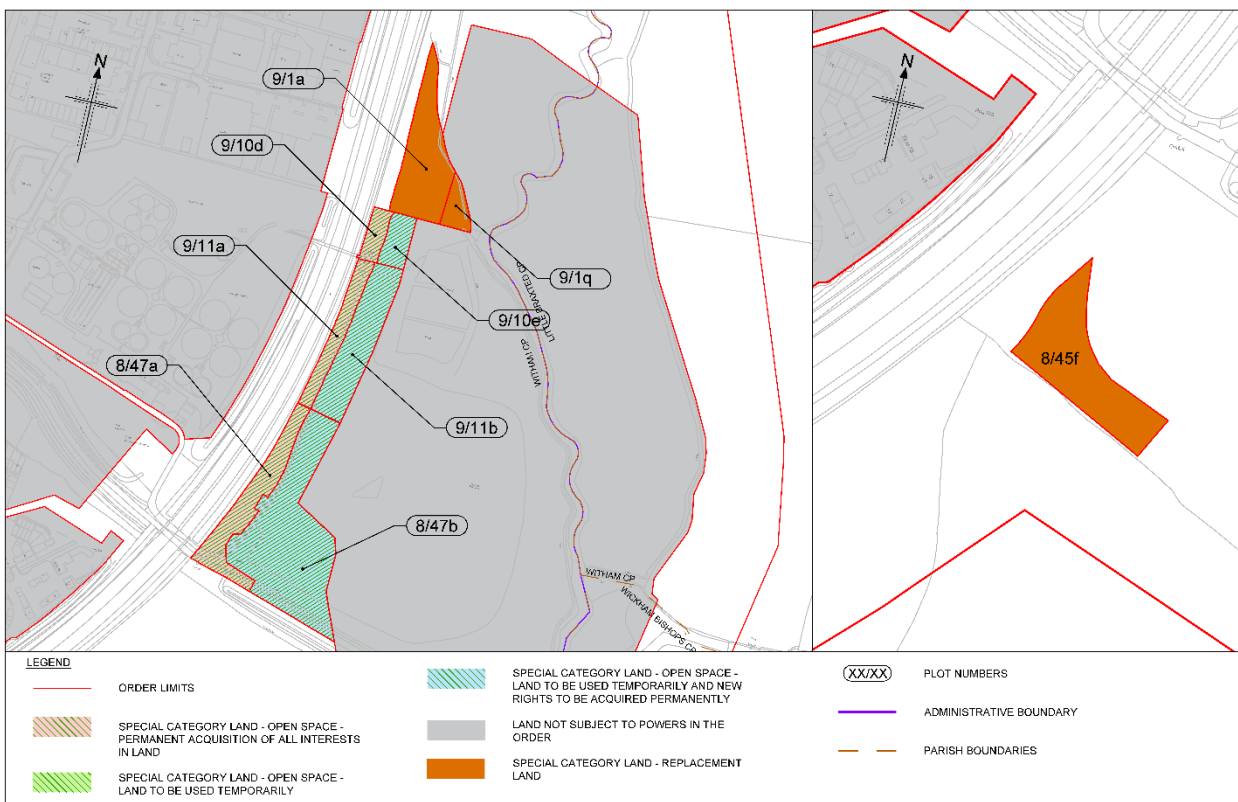 N
9/1a
9/10d
9/11a
8/47a
9/1q
9/10e
9/11b
8/47b
LITTLE BRAXTED CP
WITHAM CP
WITHAM CP
WICKHAM BISHOPS CP
N
8/45f
LEGEND
ORDER LIMITS
SPECIAL CATEGORY LAND - OPEN SPACE -
PERMANENT ACQUISITION OF ALL INTERESTS
IN LAND
SPECIAL CATEGORY LAND - OPEN SPACE -
LAND TO BE USED TEMPORARILY
SPECIAL CATEGORY LAND - OPEN SPACE -
LAND TO BE USED TEMPORARILY AND NEW
RIGHTS TO BE ACQUIRED PERMANENTLY
LAND NOT SUBJECT TO POWERS IN THE
ORDER
SPECIAL CATEGORY LAND - REPLACEMENT
LAND
XX/XX
PLOT NUMBERS
ADMINISTRATIVE BOUNDARY
PARISH BOUNDARIES